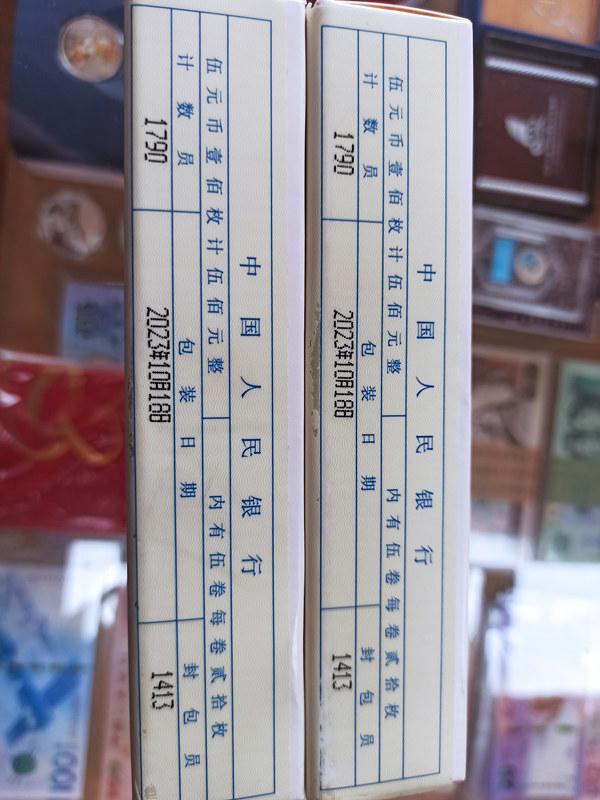 中国人民银行
伍元币壹佰枚计伍佰元整 内有伍卷每卷贰拾枚
计数员 包装日期 封包员
1790 2023年10月18日 1413
中国人民银行
伍元币壹佰枚计伍佰元整 内有伍卷每卷贰拾枚
计数员 包装日期 封包员
1790 2023年10月18日 1413
100